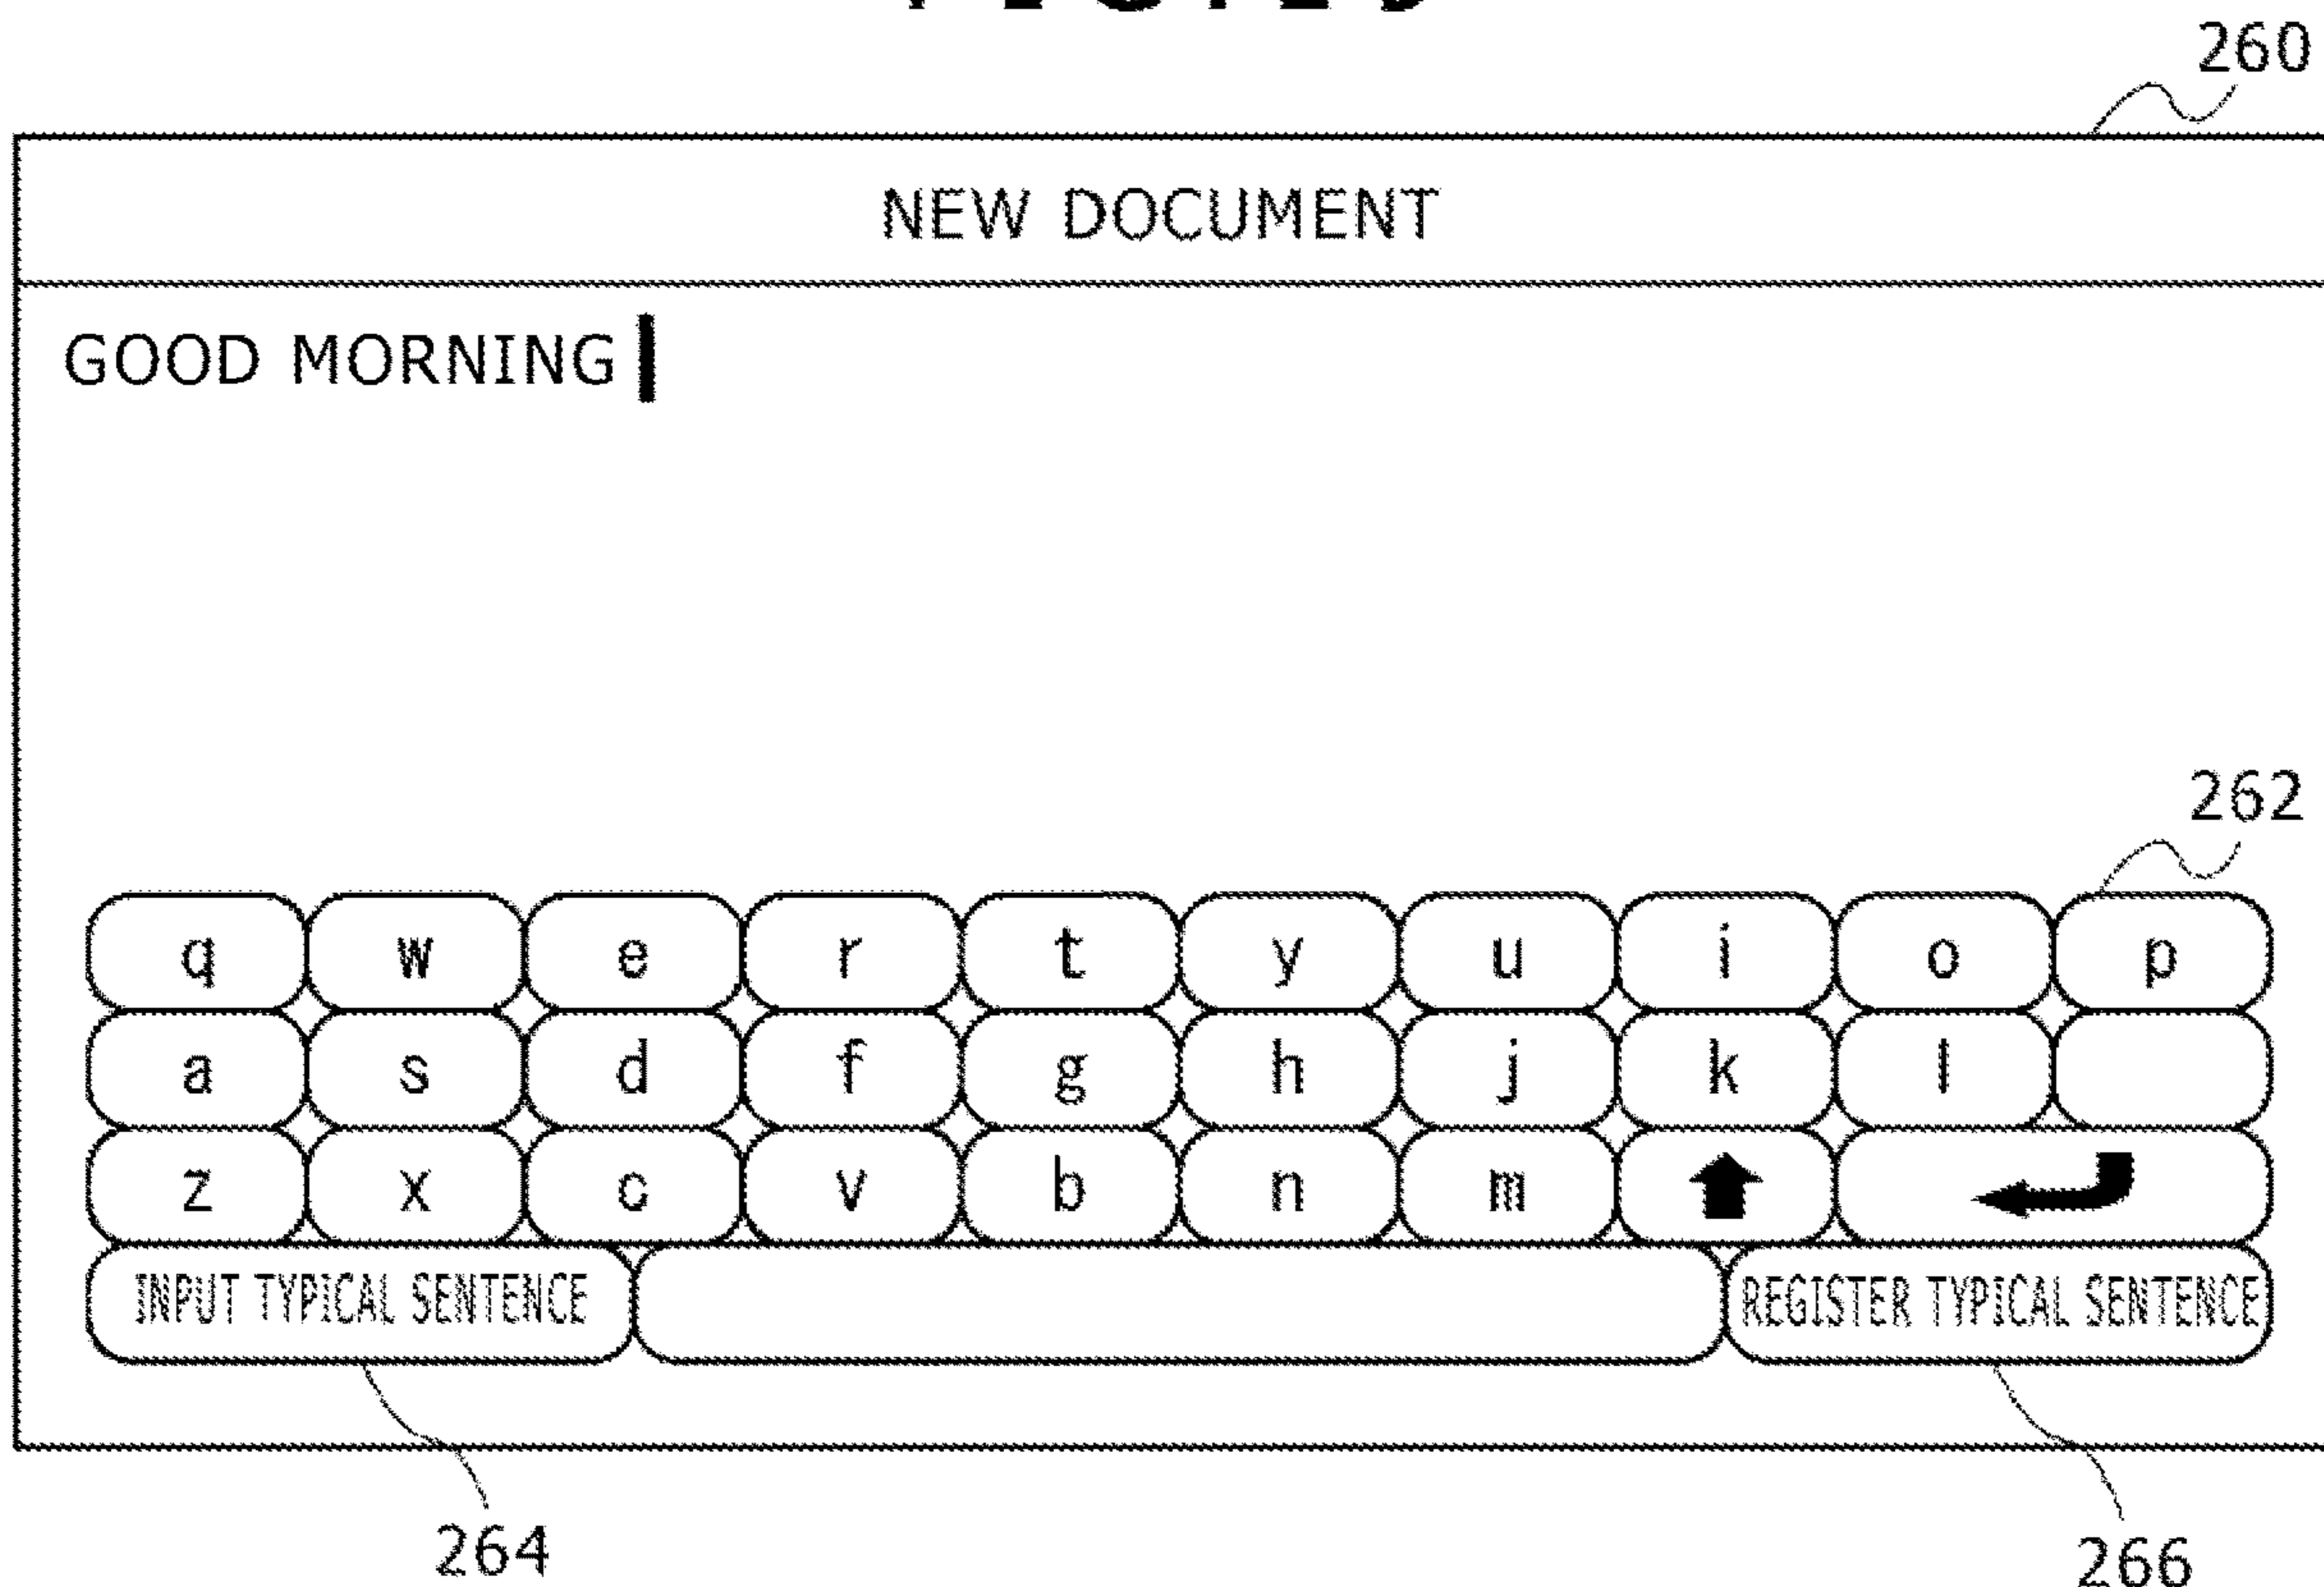 260
NEW DOCUMENT
GOOD MORNING
262
q w e r t y u i o p
a s d f g h j k l
z x c v b n m
INPUT TYPICAL SENTENCE REGISTER TYPICAL SENTENCE
264 266